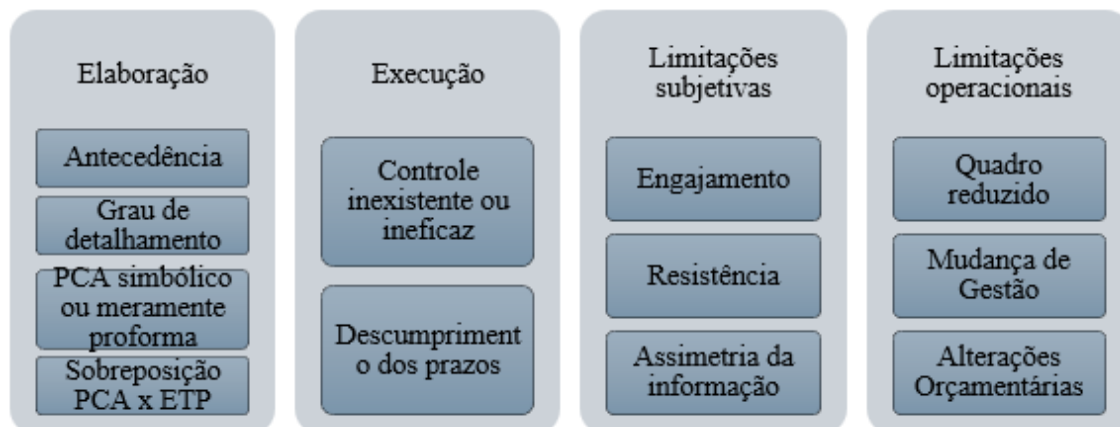 Elaboração
Antecedência
Grau de
detalhamento
PCA simbólico
ou meramente
proforma
Sobreposição
PCA x ETP
Execução
Controle
inexistente ou
ineficaz
Descumpriment
o dos prazos
Limitações
subjetivas
Engajamento
Resistência
Assimetria da
informação
Limitações
operacionais
Quadro
reduzido
Mudança de
Gestão
Alterações
Orçamentárias